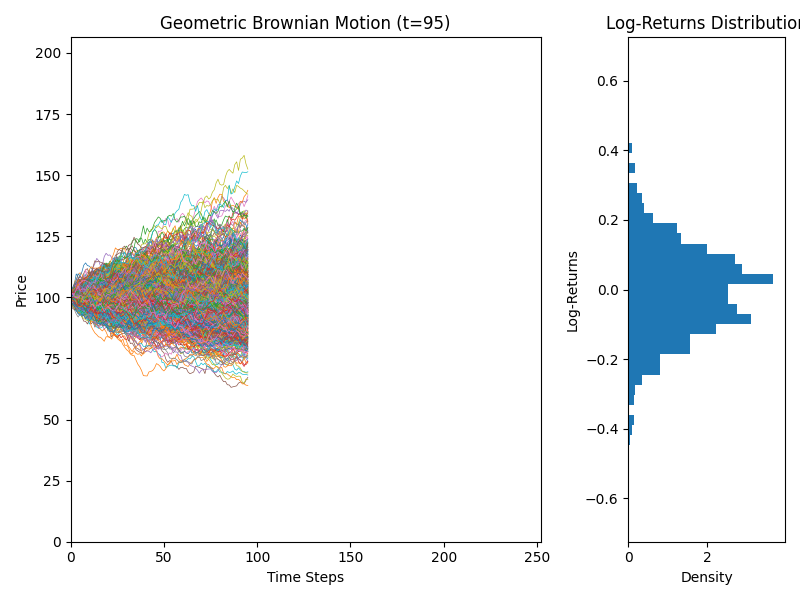 Geometric Brownian Motion (t=95)
Log-Returns Distribution
200
175
150
125
100
75
50
25
0
Price
0 50 100 150 200 250
Time Steps
0.6
0.4
0.2
0.0
−0.2
−0.4
−0.6
Log-Returns
0 2
Density